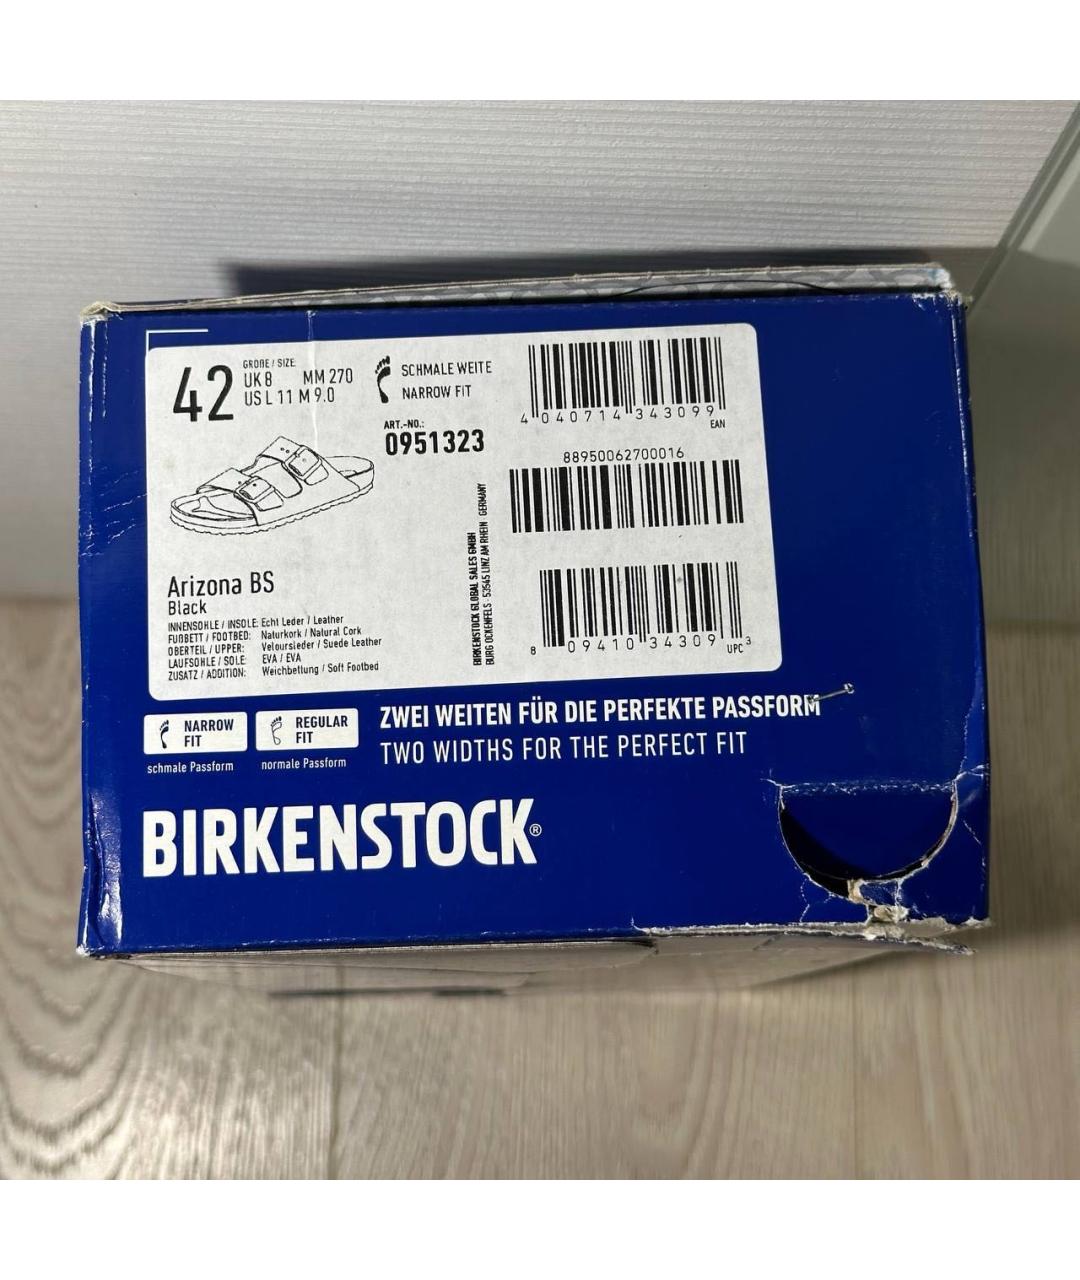 42
GRÖßE / SIZE
UK 8 MM 270
US L 11 M 9.0
SCHMALE WEITE
NARROW FIT
ART.-NO.:
0951323
4 040714 343099
EAN
88950062700016
Arizona BS
Black
INNENSOHLE / INSOLE: Echt Leder / Leather
FUßBETT / FOOTBED: Naturkork / Natural Cork
OBERTEIL / UPPER: Veloursleder / Suede Leather
LAUFSOHLE / SOLE: EVA / EVA
ZUSATZ / ADDITION: Weichbettung / Soft Footbed
BIRKENSTOCK GLOBAL SALES GMBH
BURG OCKENFELS · 53545 LINZ AM RHEIN · GERMANY
8 09410 34309 3
UPC
NARROW
FIT
schmale Passform
REGULAR
FIT
normale Passform
ZWEI WEITEN FÜR DIE PERFEKTE PASSFORM
TWO WIDTHS FOR THE PERFECT FIT
BIRKENSTOCK®